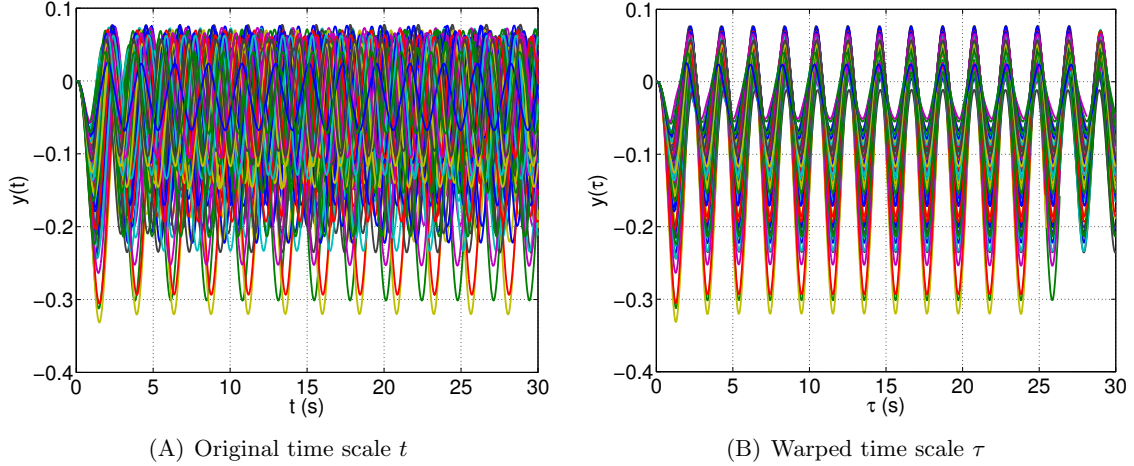 0.1
0
−0.1
−0.2
−0.3
−0.4
y(t)
0 5 10 15 20 25 30
t (s)
(A) Original time scale t
0.1
0
−0.1
−0.2
−0.3
−0.4
y(τ)
0 5 10 15 20 25 30
τ (s)
(B) Warped time scale τ